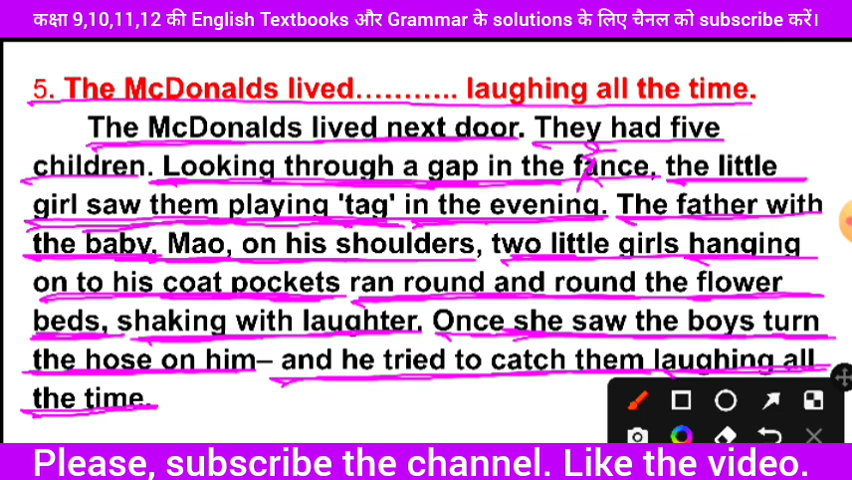 कक्षा 9,10,11,12 की English Textbooks और Grammar के solutions के लिए चैनल को subscribe करें।
5. The McDonalds lived........... laughing all the time.
The McDonalds lived next door. They had five
children. Looking through a gap in the fance, the little
girl saw them playing 'tag' in the evening. The father with
the baby, Mao, on his shoulders, two little girls hanging
on to his coat pockets ran round and round the flower
beds, shaking with laughter. Once she saw the boys turn
the hose on him– and he tried to catch them laughing all
the time.
Please, subscribe the channel. Like the video.